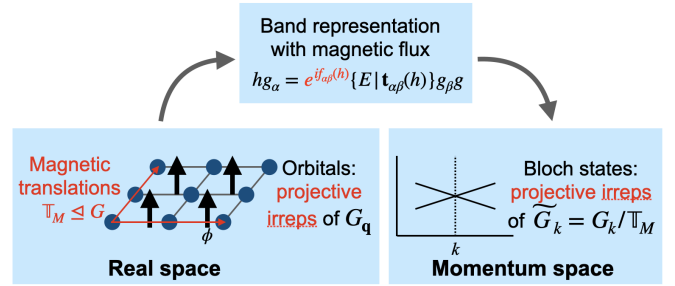 Band representation
with magnetic flux
hg_α = e^{if_{αβ}(h)}{E|t_{αβ}(h)}g_βg
Magnetic
translations
𝕋_M ⊴ G
ϕ
Orbitals:
projective
irreps of G_q
Real space
k
Bloch states:
projective irreps
of G̃_k = G_k/𝕋_M
Momentum space